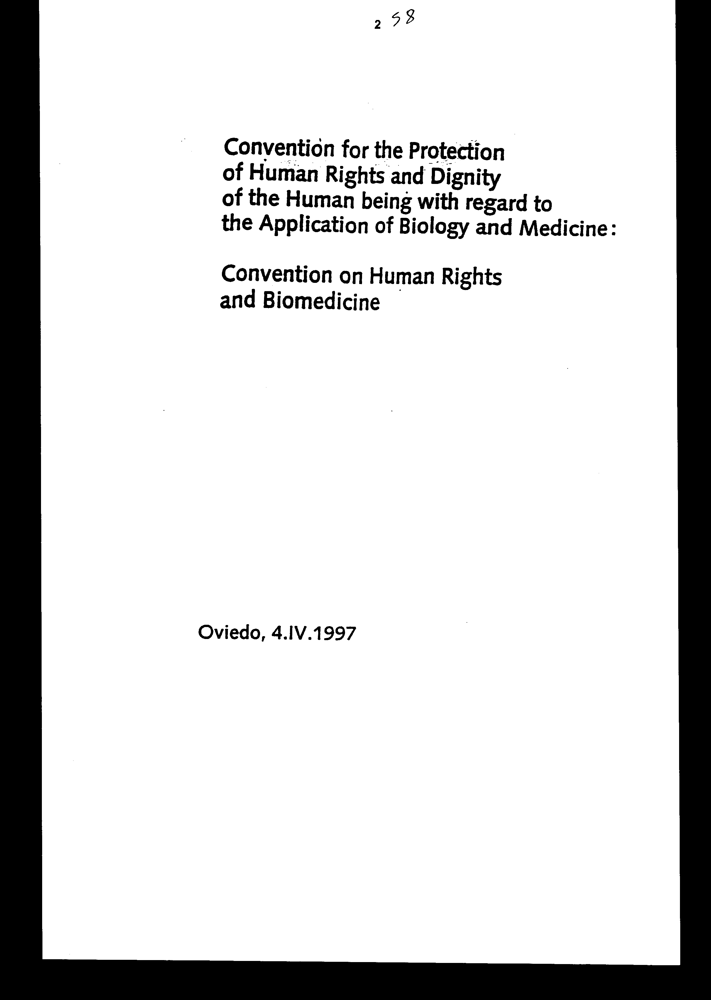 2 58
Convention for the Protection
of Human Rights and Dignity
of the Human being with regard to
the Application of Biology and Medicine:
Convention on Human Rights
and Biomedicine
Oviedo, 4.IV.1997